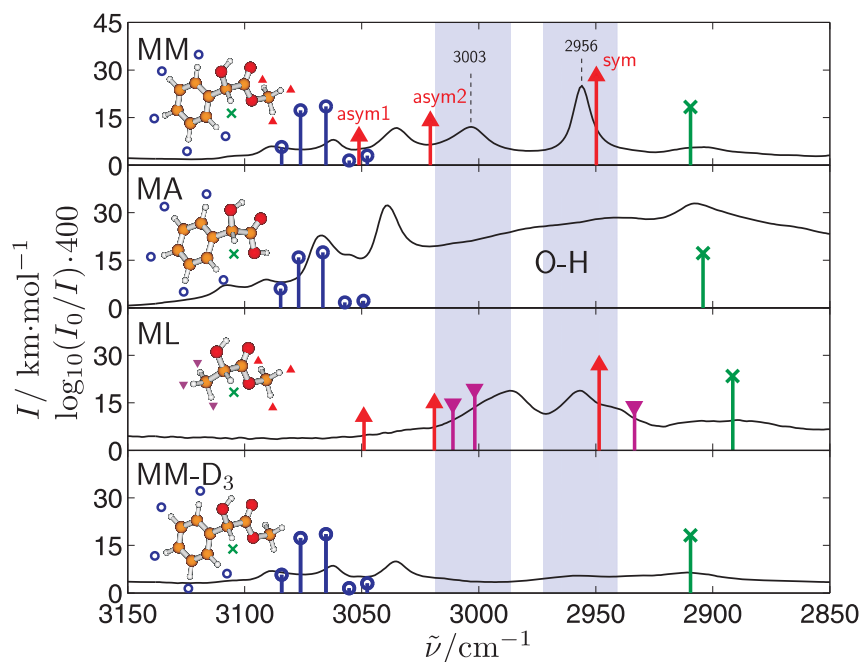 45
30
15
0
MM
asym1
asym2
3003
2956
sym
30
15
0
MA
O-H
30
15
0
ML
30
15
0
MM-D₃
3150
3100
3050
3000
2950
2900
2850
I / km·mol⁻¹
log₁₀(I₀/I)·400
ν̃/cm⁻¹